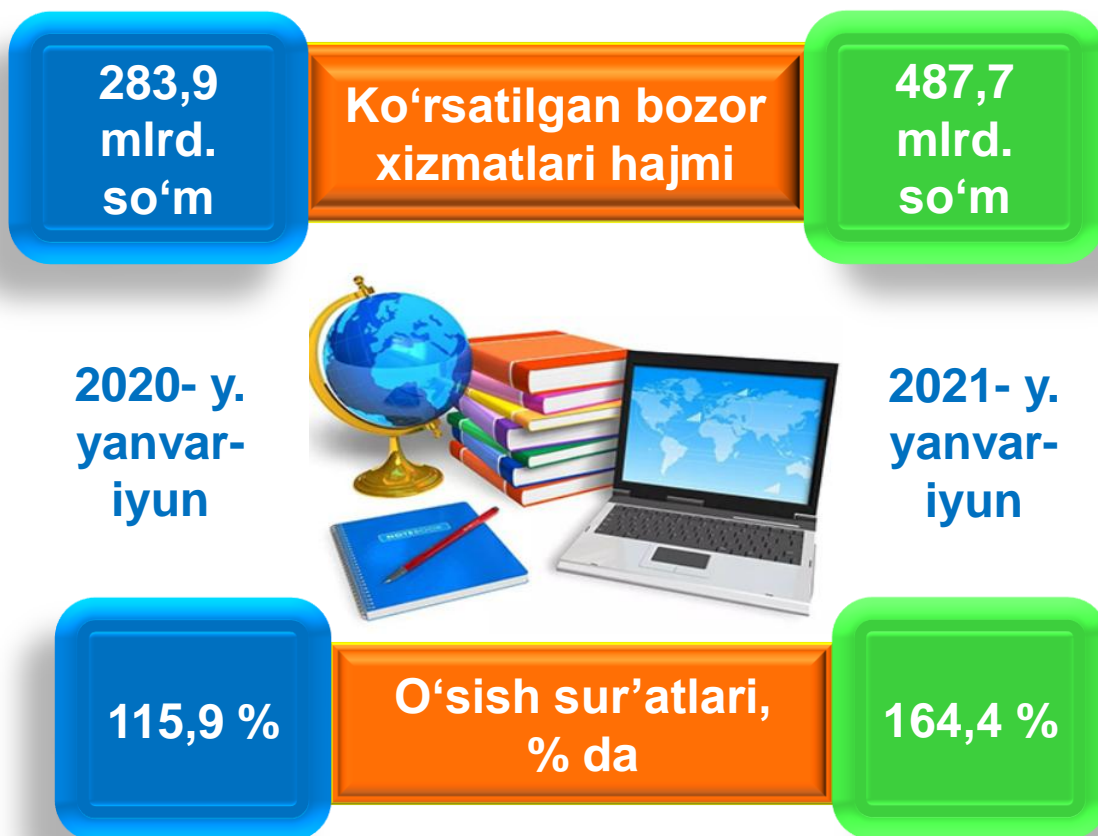 283,9
mlrd.
so‘m
Ko‘rsatilgan bozor
xizmatlari hajmi
487,7
mlrd.
so‘m
2020- y.
yanvar-
iyun
NOTEBOOK
2021- y.
yanvar-
iyun
115,9 %
O‘sish sur’atlari,
% da
164,4 %